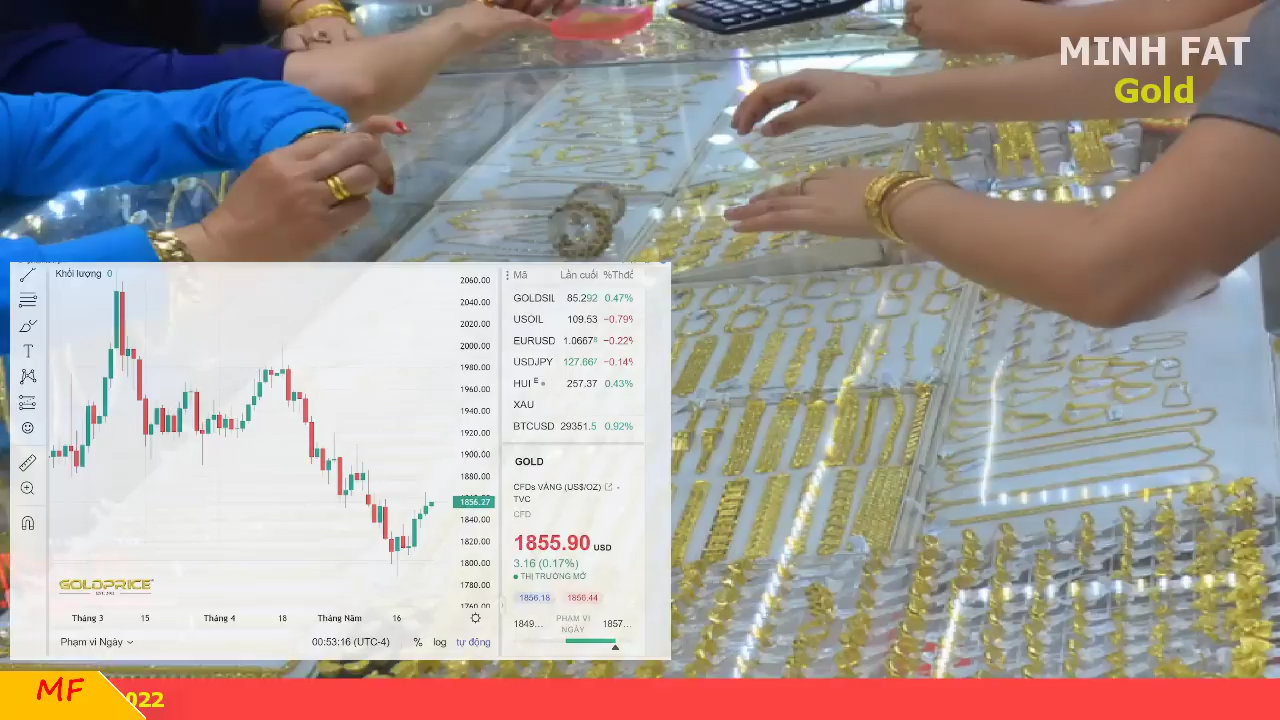 MINH FAT
Gold
Khối lượng 0
2060.00
2040.00
2020.00
2000.00
1980.00
1960.00
1940.00
1920.00
1900.00
1880.00
1856.27
1840.00
1820.00
1800.00
1780.00
1760.00
Mã Lần cuối %Thđ
GOLDSIL 85.292 0.47%
USOIL 109.53 −0.79%
EURUSD 1.0667⁸ −0.22%
USDJPY 127.66⁷ −0.14%
HUI E 257.37 0.43%
XAU
BTCUSD 29351.5 0.92%
GOLD
CFDs VÀNG (US$/OZ)
TVC
CFD
1855.90 USD
3.16 (0.17%)
THỊ TRƯỜNG MỞ
1856.18 1856.44
1849... PHẠM VI NGÀY 1857...
GOLDPRICE
Tháng 3 15 Tháng 4 18 Tháng Năm 16
Phạm vi Ngày 00:53:16 (UTC-4) % log tự động
MF
022